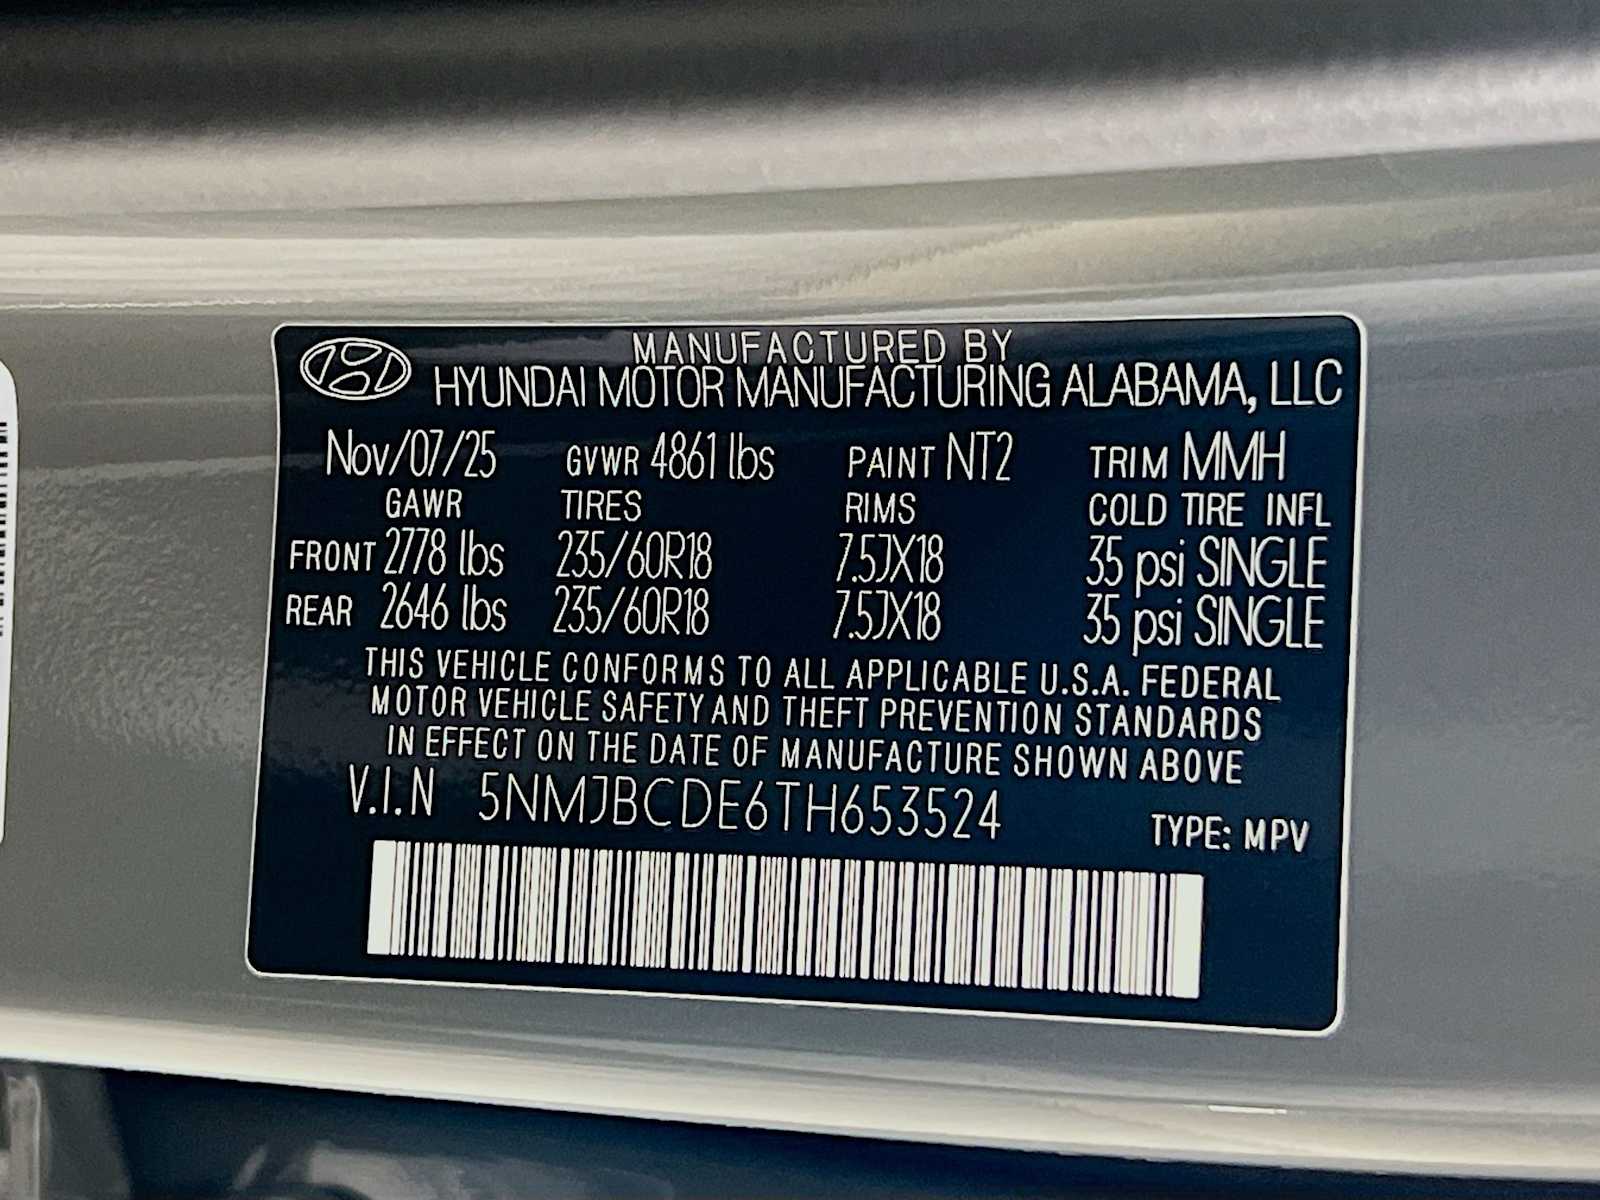 MANUFACTURED BY
HYUNDAI MOTOR MANUFACTURING ALABAMA, LLC
Nov/07/25 GVWR 4861 lbs PAINT NT2 TRIM MMH
GAWR TIRES RIMS COLD TIRE INFL
FRONT 2778 lbs 235/60R18 7.5JX18 35 psi SINGLE
REAR 2646 lbs 235/60R18 7.5JX18 35 psi SINGLE
THIS VEHICLE CONFORMS TO ALL APPLICABLE U.S.A. FEDERAL
MOTOR VEHICLE SAFETY AND THEFT PREVENTION STANDARDS
IN EFFECT ON THE DATE OF MANUFACTURE SHOWN ABOVE
V.I.N 5NMJBCDE6TH653524
TYPE: MPV